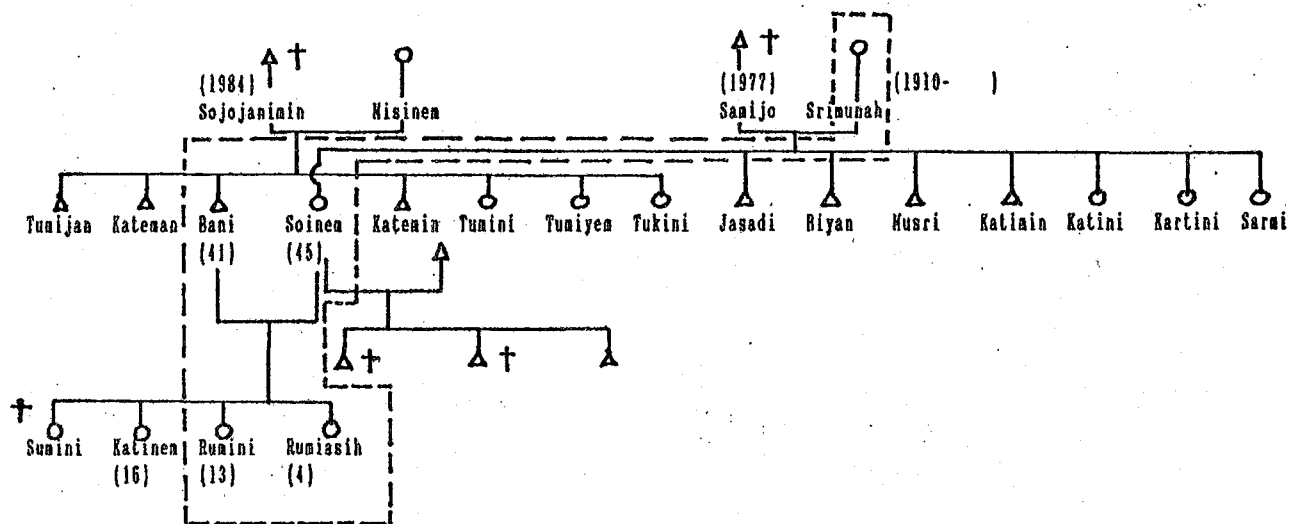 (1984)
(1977)
(1910- )
Sojojanimin
Misinem
Samijo
Srimunah
Tumijan
Kateman
Bani
Soinem
Katemin
Tumini
Tumiyem
Tukini
Jasadi
Biyan
Musri
Katimin
Katini
Kartini
Sarmi
(41)
(45)
Sumini
Katinem
Rumini
Rumiasih
(16)
(13)
(4)